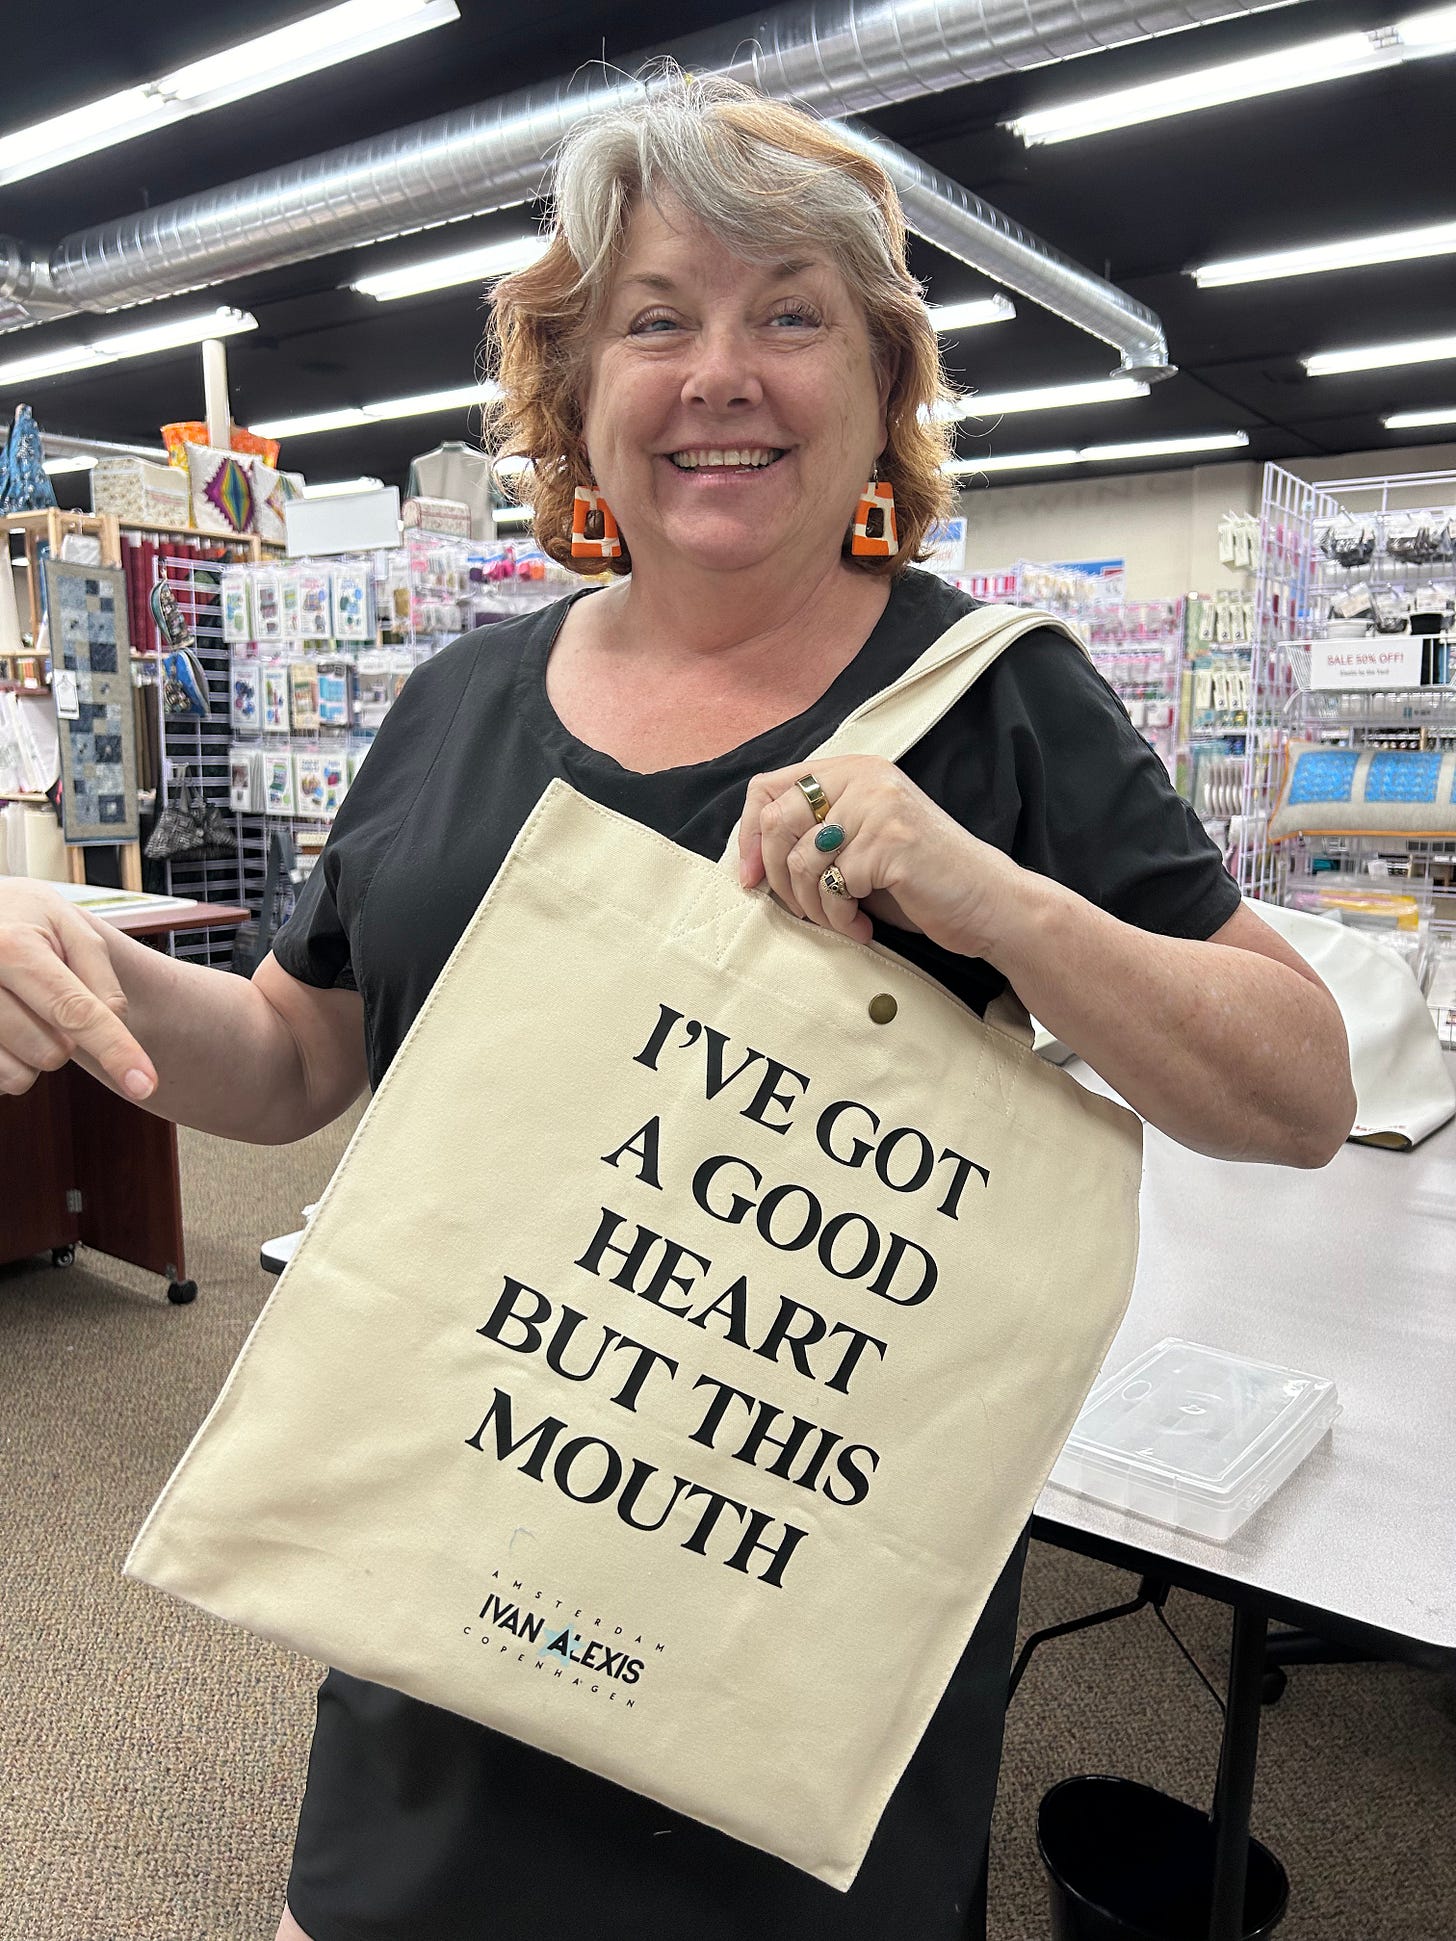 SALE 50% OFF!
I'VE GOT
A GOOD
HEART
BUT THIS
MOUTH
AMSTERDAM
IVAN ALEXIS
COPENHAGEN